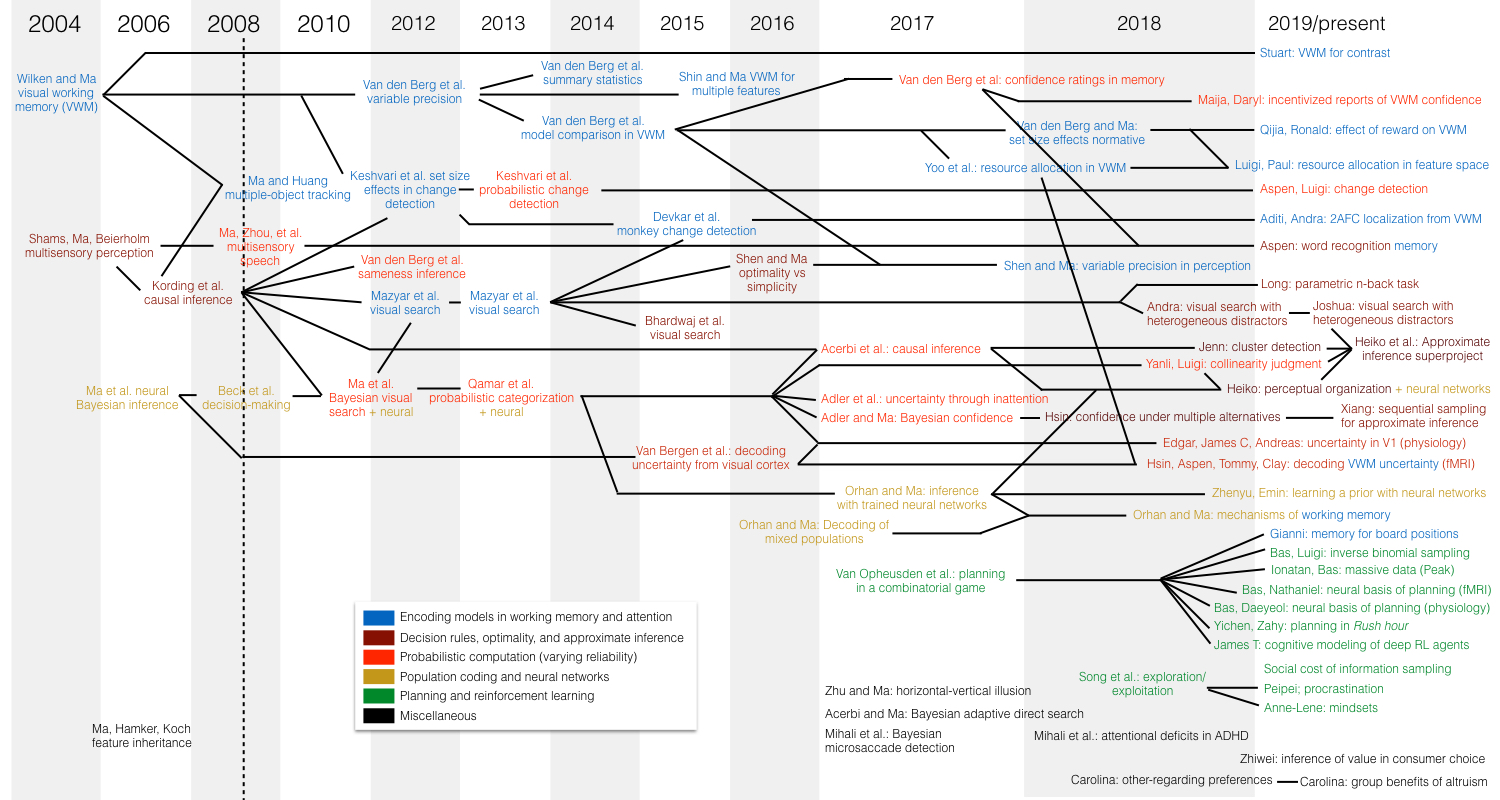 2004 2006 2008 2010 2012 2013 2014 2015 2016 2017 2018 2019/present
Stuart: VWM for contrast
Wilken and Ma
visual working
memory (VWM)
Van den Berg et al.
variable precision
Van den Berg et al.
summary statistics
Shin and Ma VWM for
multiple features
Van den Berg et al: confidence ratings in memory
Maija, Daryl: incentivized reports of VWM confidence
Van den Berg et al.
model comparison in VWM
Van den Berg and Ma:
set size effects normative
Qijia, Ronald: effect of reward on VWM
Yoo et al.: resource allocation in VWM
Luigi, Paul: resource allocation in feature space
Ma and Huang
multiple-object tracking
Keshvari et al. set size
effects in change
detection
Keshvari et al.
probabilistic change
detection
Aspen, Luigi: change detection
Devkar et al.
monkey change detection
Aditi, Andra: 2AFC localization from VWM
Shams, Ma, Beierholm
multisensory perception
Ma, Zhou, et al.
multisensory
speech
Aspen: word recognition memory
Van den Berg et al.
sameness inference
Shen and Ma
optimality vs
simplicity
Shen and Ma: variable precision in perception
Kording et al.
causal inference
Mazyar et al.
visual search
Mazyar et al.
visual search
Long: parametric n-back task
Andra: visual search with
heterogeneous distractors
Joshua: visual search with
heterogeneous distractors
Bhardwaj et al.
visual search
Acerbi et al.: causal inference
Jenn: cluster detection
Heiko et al.: Approximate
inference superproject
Yanli, Luigi: collinearity judgment
Ma et al. neural
Bayesian inference
Beck et al.
decision-making
Ma et al.
Bayesian visual
search + neural
Qamar et al.
probabilistic categorization
+ neural
Heiko: perceptual organization + neural networks
Adler et al.: uncertainty through inattention
Adler and Ma: Bayesian confidence
Hsin: confidence under multiple alternatives
Xiang: sequential sampling
for approximate inference
Edgar, James C, Andreas: uncertainty in V1 (physiology)
Van Bergen et al.: decoding
uncertainty from visual cortex
Hsin, Aspen, Tommy, Clay: decoding VWM uncertainty (fMRI)
Orhan and Ma: inference
with trained neural networks
Zhenyu, Emin: learning a prior with neural networks
Orhan and Ma: mechanisms of working memory
Orhan and Ma: Decoding of
mixed populations
Gianni: memory for board positions
Bas, Luigi: inverse binomial sampling
Van Opheusden et al.: planning
in a combinatorial game
Ionatan, Bas: massive data (Peak)
Bas, Nathaniel: neural basis of planning (fMRI)
Bas, Daeyeol: neural basis of planning (physiology)
Yichen, Zahy: planning in Rush hour
James T: cognitive modeling of deep RL agents
Encoding models in working memory and attention
Decision rules, optimality, and approximate inference
Probabilistic computation (varying reliability)
Population coding and neural networks
Planning and reinforcement learning
Miscellaneous
Song et al.: exploration/
exploitation
Social cost of information sampling
Peipei; procrastination
Anne-Lene: mindsets
Zhu and Ma: horizontal-vertical illusion
Acerbi and Ma: Bayesian adaptive direct search
Mihali et al.: Bayesian
microsaccade detection
Mihali et al.: attentional deficits in ADHD
Ma, Hamker, Koch
feature inheritance
Zhiwei: inference of value in consumer choice
Carolina: other-regarding preferences
Carolina: group benefits of altruism